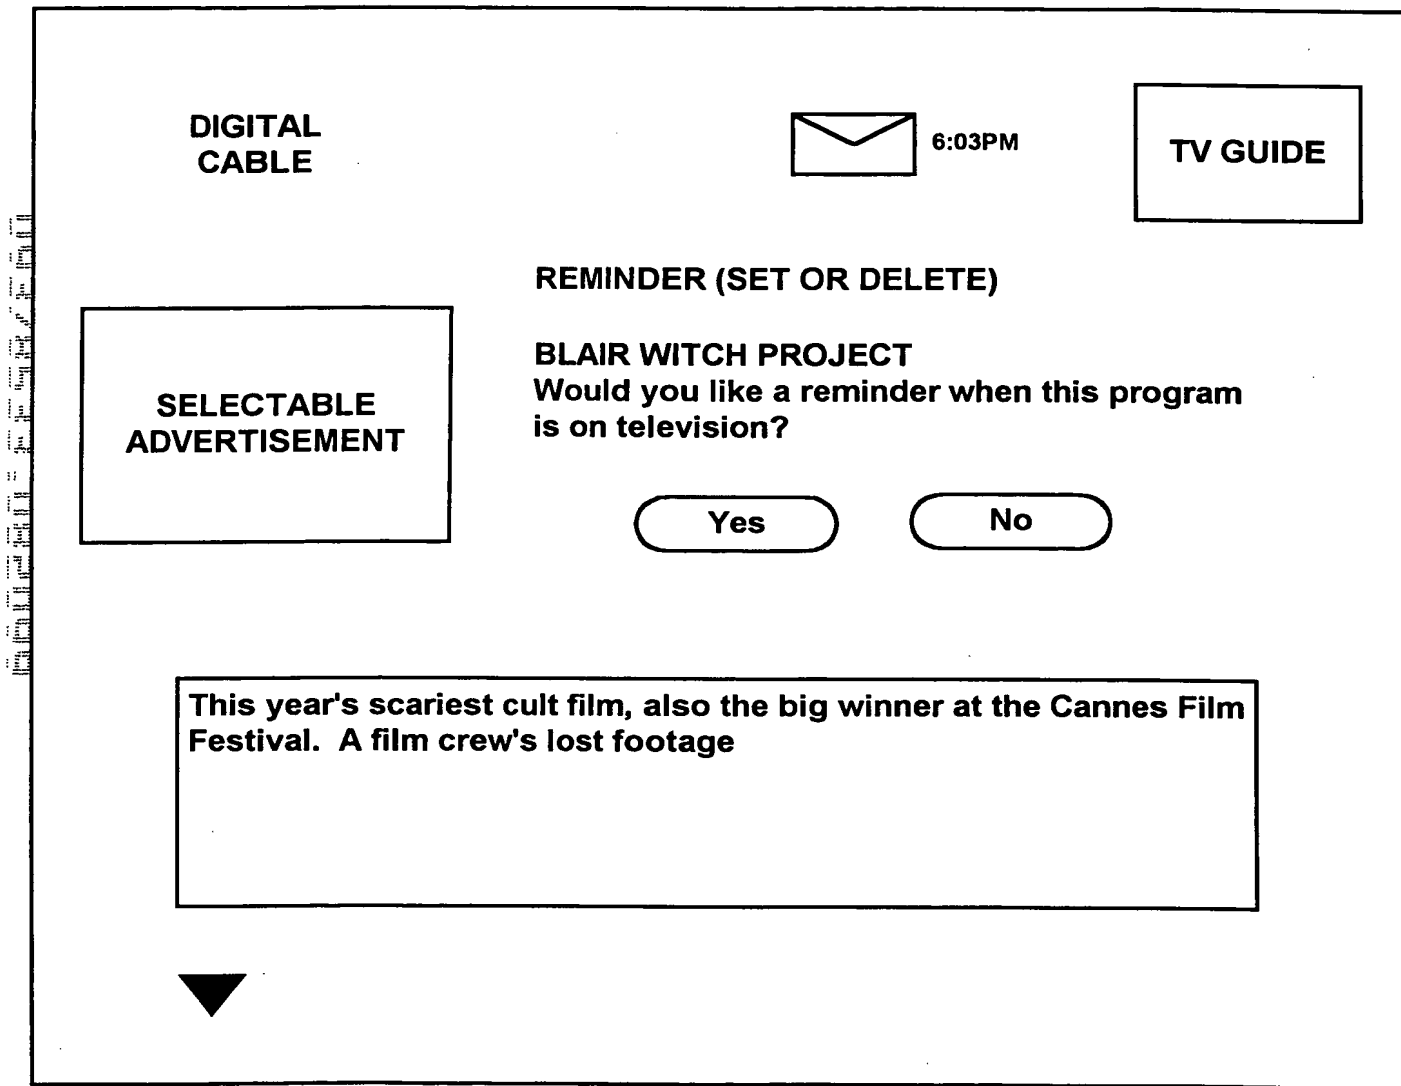 DIGITAL
CABLE
6:03PM
TV GUIDE
REMINDER (SET OR DELETE)
BLAIR WITCH PROJECT
Would you like a reminder when this program
is on television?
SELECTABLE
ADVERTISEMENT
Yes
No
This year's scariest cult film, also the big winner at the Cannes Film
Festival.  A film crew's lost footage